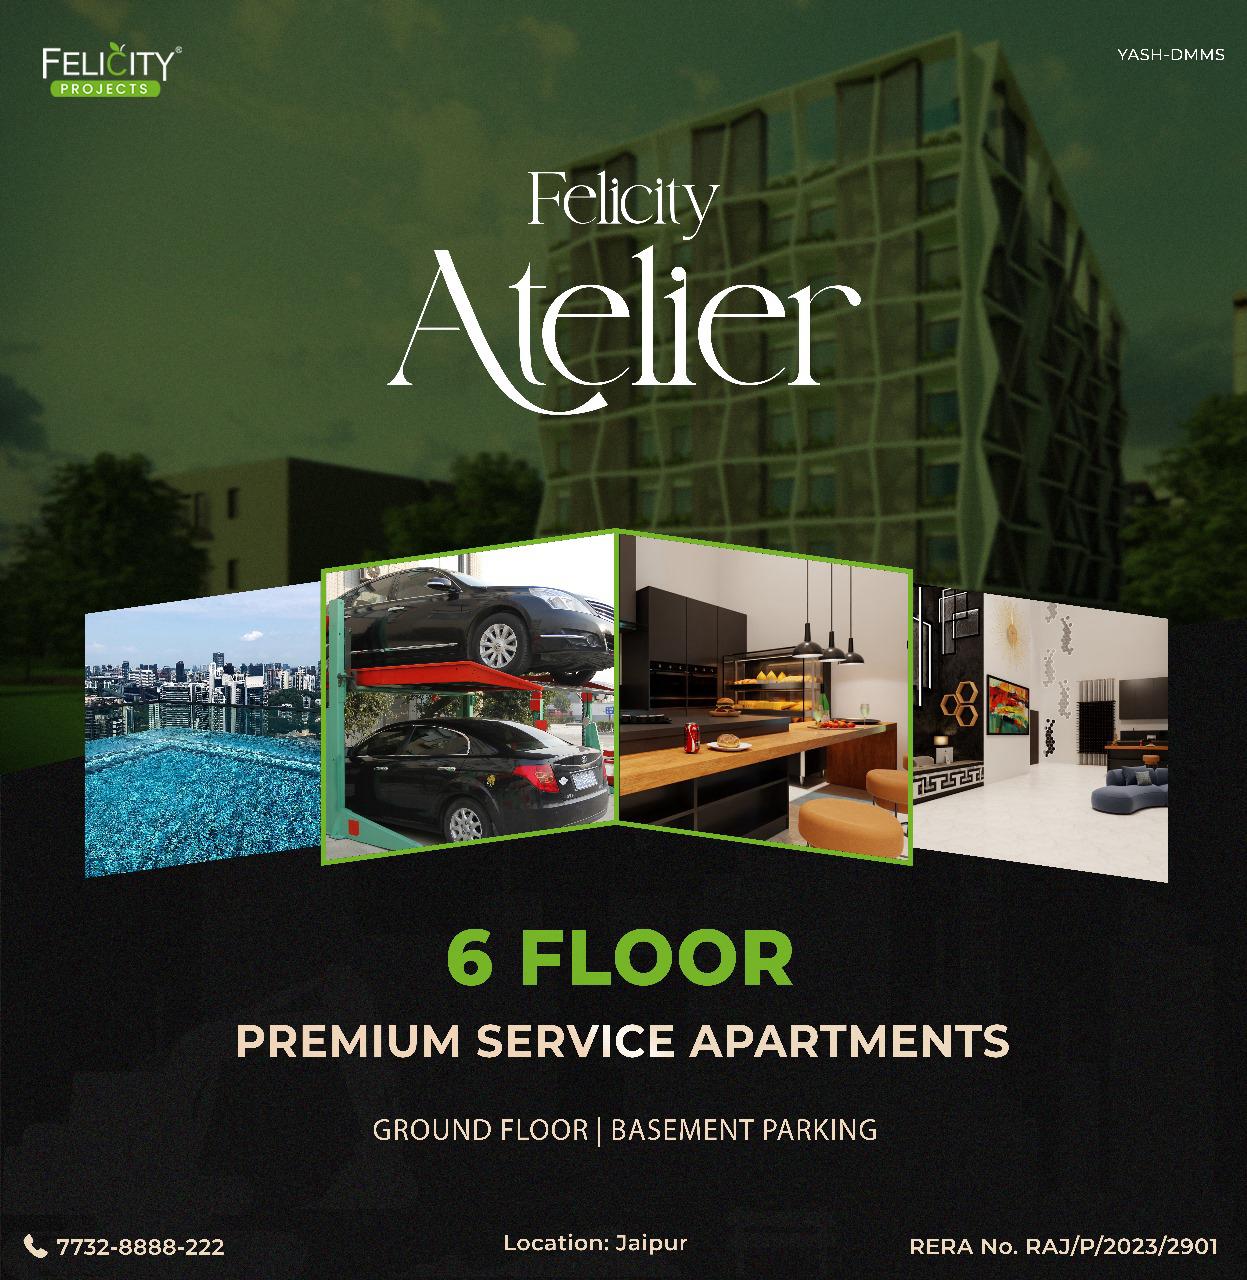 FELICITY®
PROJECTS
YASH-DMMS
Felicity
Atelier
6 FLOOR
PREMIUM SERVICE APARTMENTS
GROUND FLOOR | BASEMENT PARKING
7732-8888-222
Location: Jaipur
RERA No. RAJ/P/2023/2901